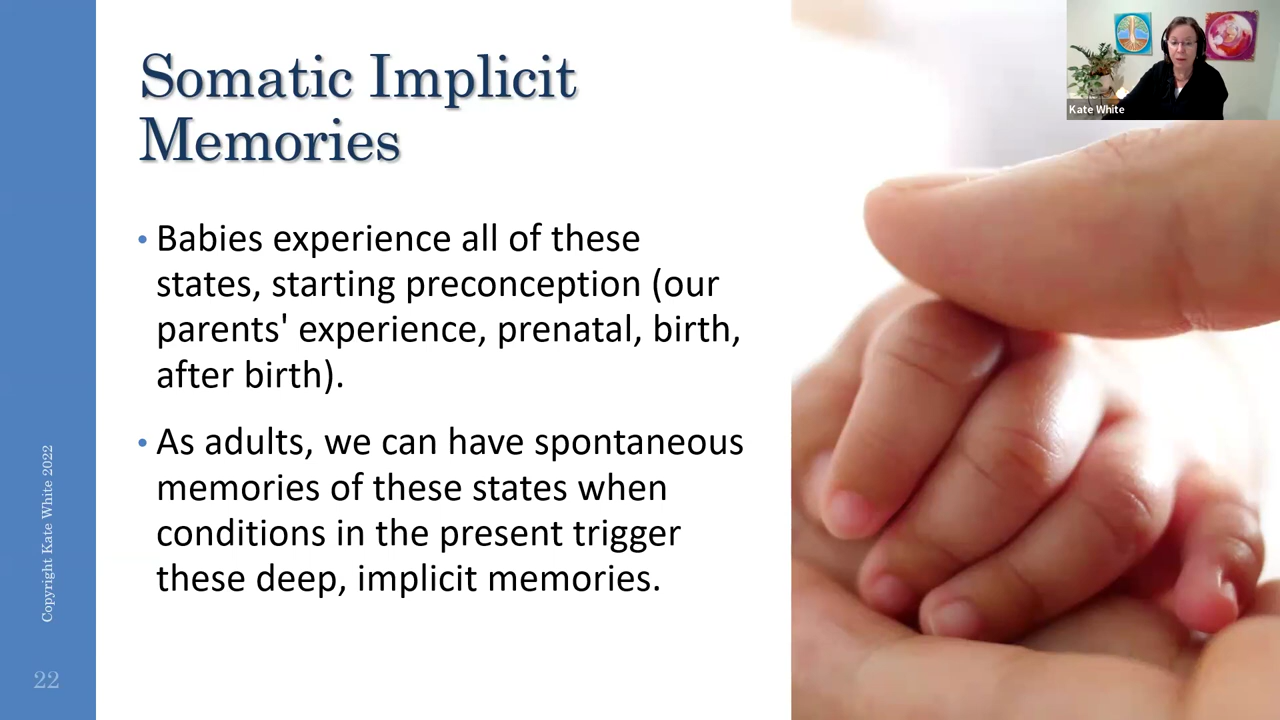 Somatic Implicit
Memories
• Babies experience all of these
states, starting preconception (our
parents' experience, prenatal, birth,
after birth).
• As adults, we can have spontaneous
memories of these states when
conditions in the present trigger
these deep, implicit memories.
Copyright Kate White 2022
22
Kate White